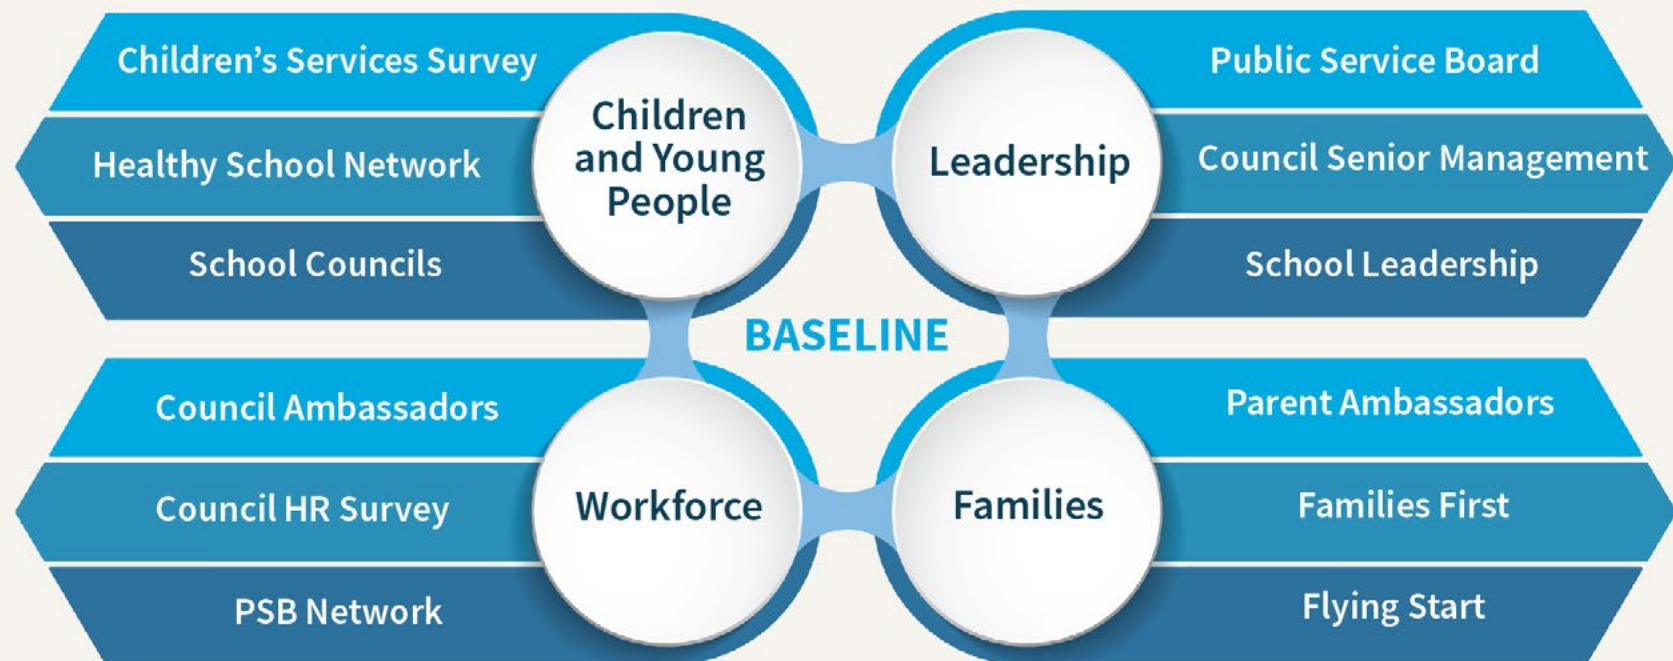 Children’s Services Survey
Healthy School Network
School Councils
Children
and Young
People
Leadership
Public Service Board
Council Senior Management
School Leadership
BASELINE
Council Ambassadors
Council HR Survey
PSB Network
Workforce
Families
Parent Ambassadors
Families First
Flying Start